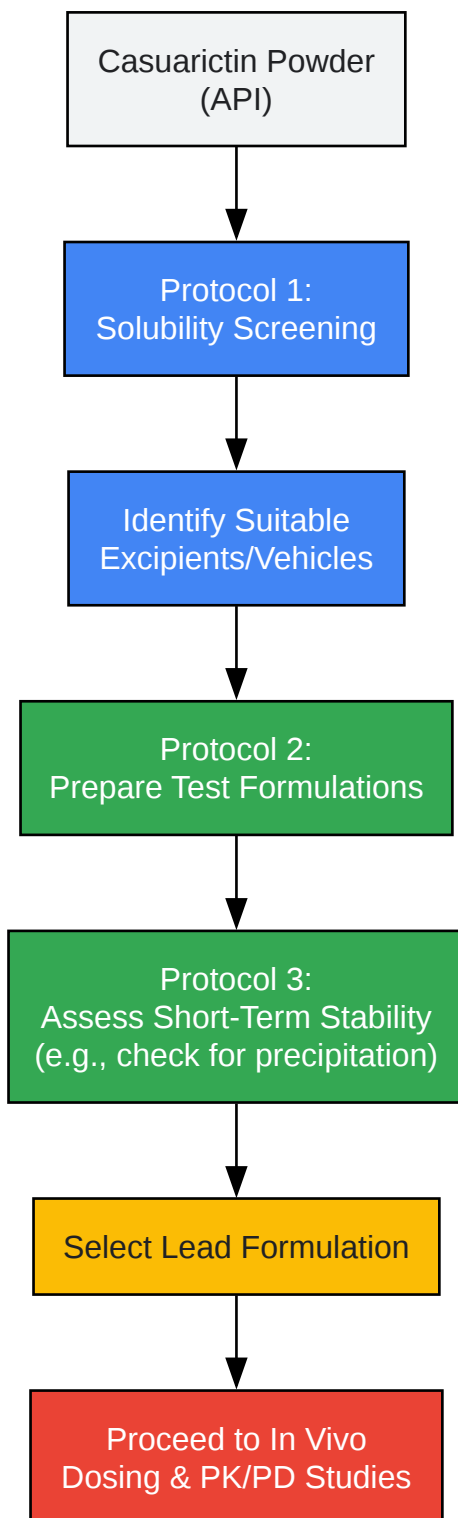 Casuarictin Powder
(API)
Protocol 1:
Solubility Screening
Identify Suitable
Excipients/Vehicles
Protocol 2:
Prepare Test Formulations
Protocol 3:
Assess Short-Term Stability
(e.g., check for precipitation)
Select Lead Formulation
Proceed to In Vivo
Dosing & PK/PD Studies